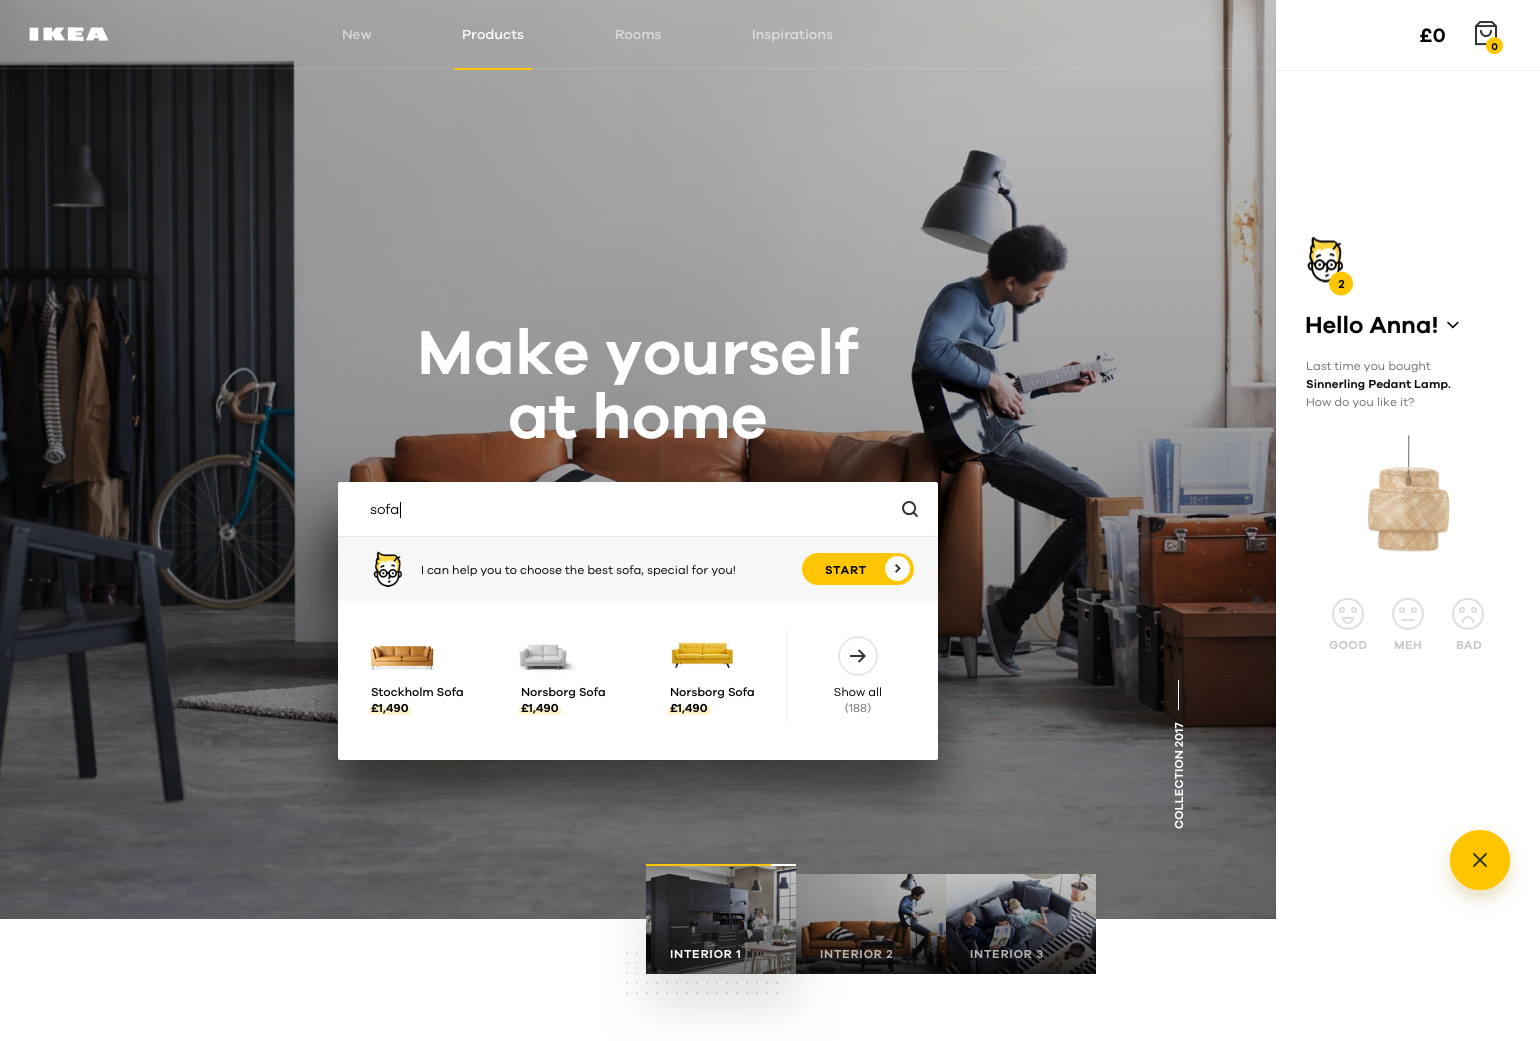 IKEA
New
Products
Rooms
Inspirations
£0
0
Make yourself
at home
sofa
I can help you to choose the best sofa, special for you!
START
Stockholm Sofa
£1,490
Norsborg Sofa
£1,490
Norsborg Sofa
£1,490
Show all
(188)
COLLECTION 2017
INTERIOR 1
INTERIOR 2
INTERIOR 3
2
Hello Anna!
Last time you bought
Sinnerling Pedant Lamp.
How do you like it?
GOOD
MEH
BAD